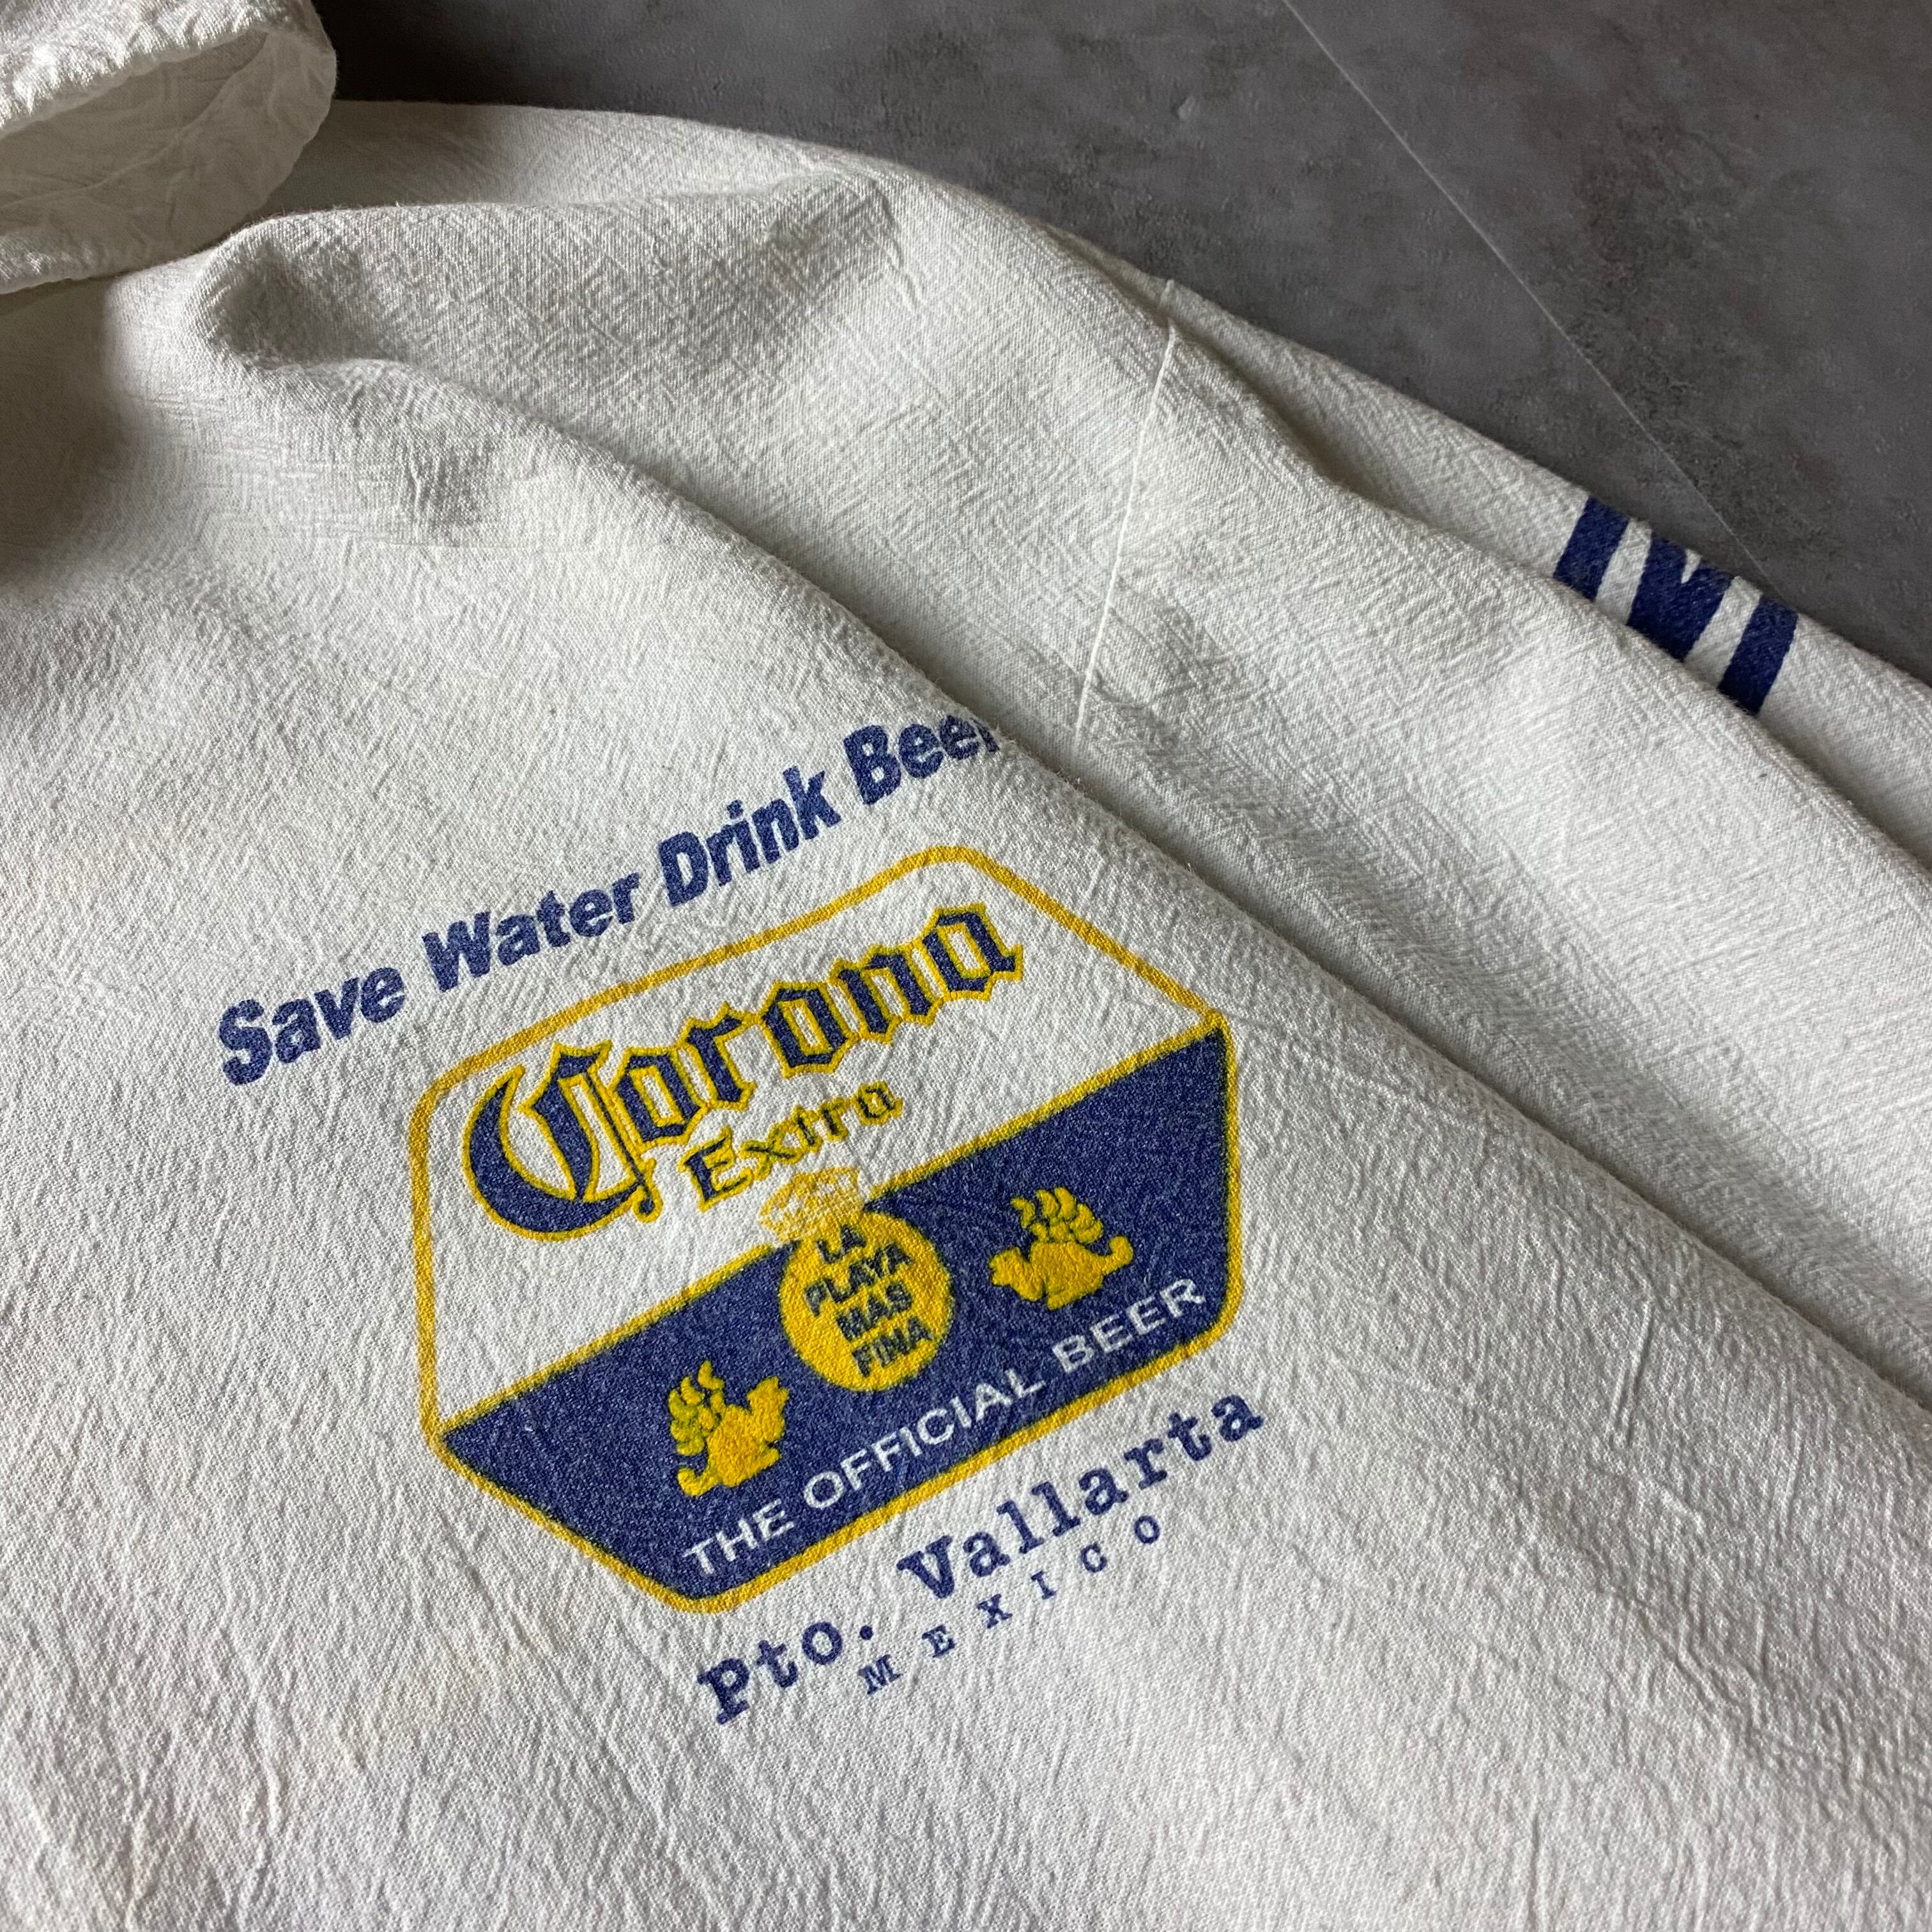 Save Water Drink Beer
Corona
Extra
LA
PLAYA
MAS
FINA
THE OFFICIAL BEER
Pto. Vallarta
MEXICO